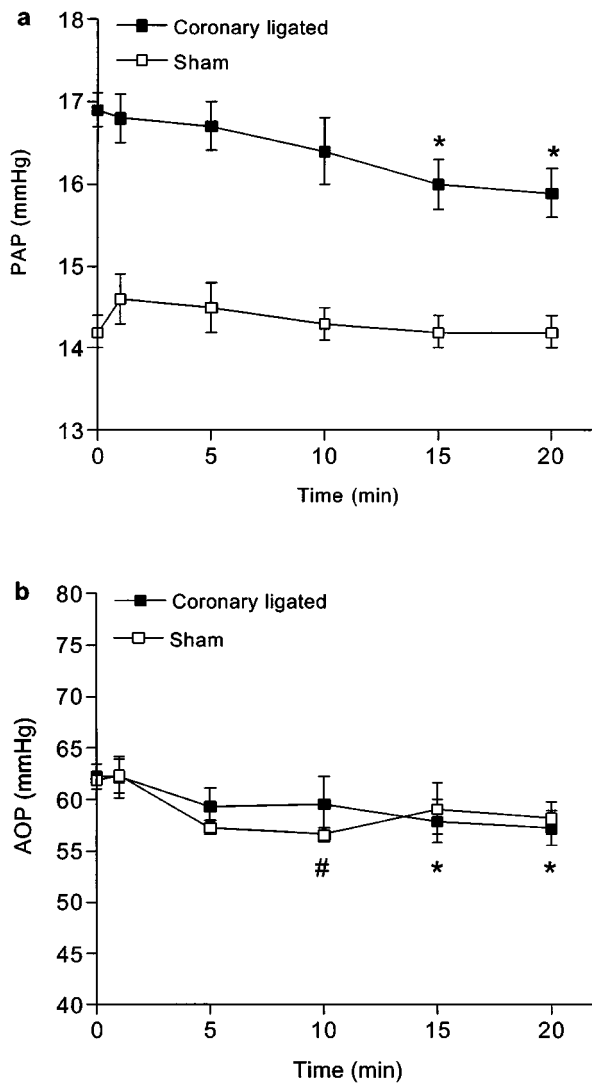 a
18
17
16
15
14
13
PAP (mmHg)
Coronary ligated
Sham
* *
0 5 10 15 20
Time (min)
b
80
75
70
65
60
55
50
45
40
AOP (mmHg)
Coronary ligated
Sham
# * *
0 5 10 15 20
Time (min)